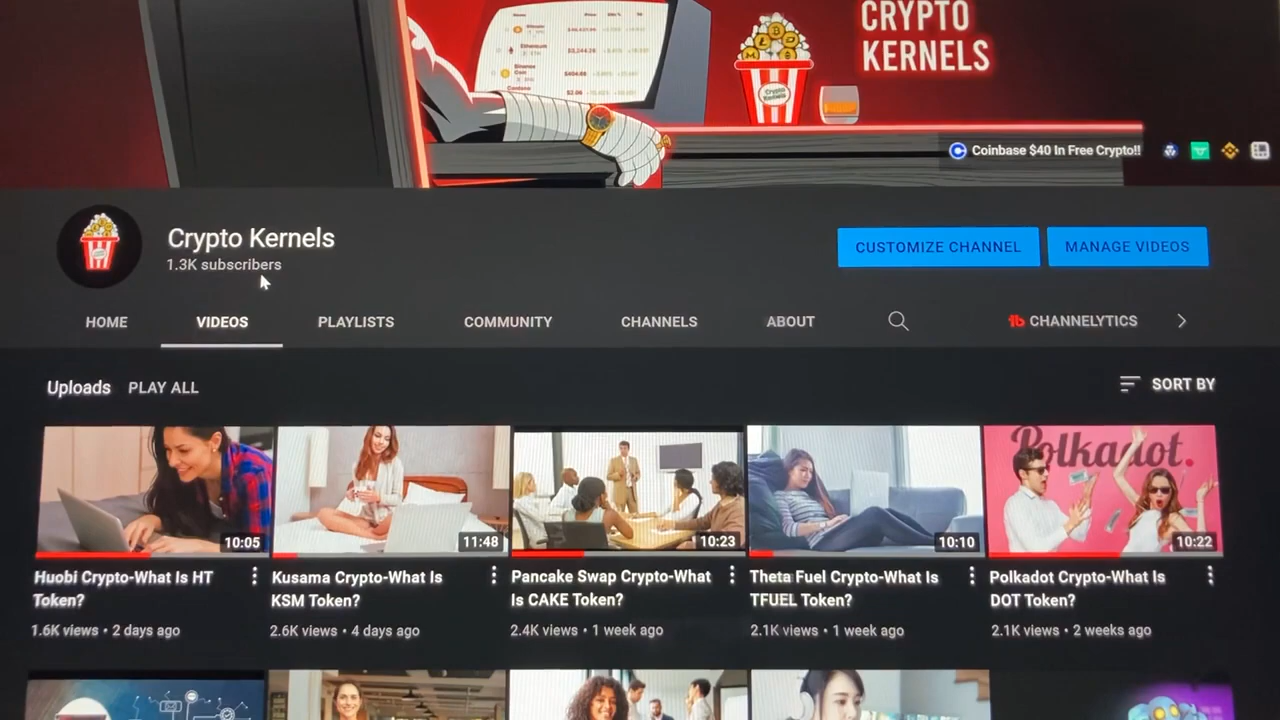 CRYPTO
KERNELS
Ethereum
Binance
Coin
Crypto
Kernels
Coinbase $40 In Free Crypto!!
Crypto Kernels
1.3K subscribers
CUSTOMIZE CHANNEL
MANAGE VIDEOS
HOME
VIDEOS
PLAYLISTS
COMMUNITY
CHANNELS
ABOUT
CHANNELYTICS
Uploads
PLAY ALL
SORT BY
Polkadot.
10:05
11:48
10:23
10:10
10:22
Huobi Crypto-What Is HT
Token?
1.6K views • 2 days ago
Kusama Crypto-What Is
KSM Token?
2.6K views • 4 days ago
Pancake Swap Crypto-What
Is CAKE Token?
2.4K views • 1 week ago
Theta Fuel Crypto-What Is
TFUEL Token?
2.1K views • 1 week ago
Polkadot Crypto-What Is
DOT Token?
2.1K views • 2 weeks ago